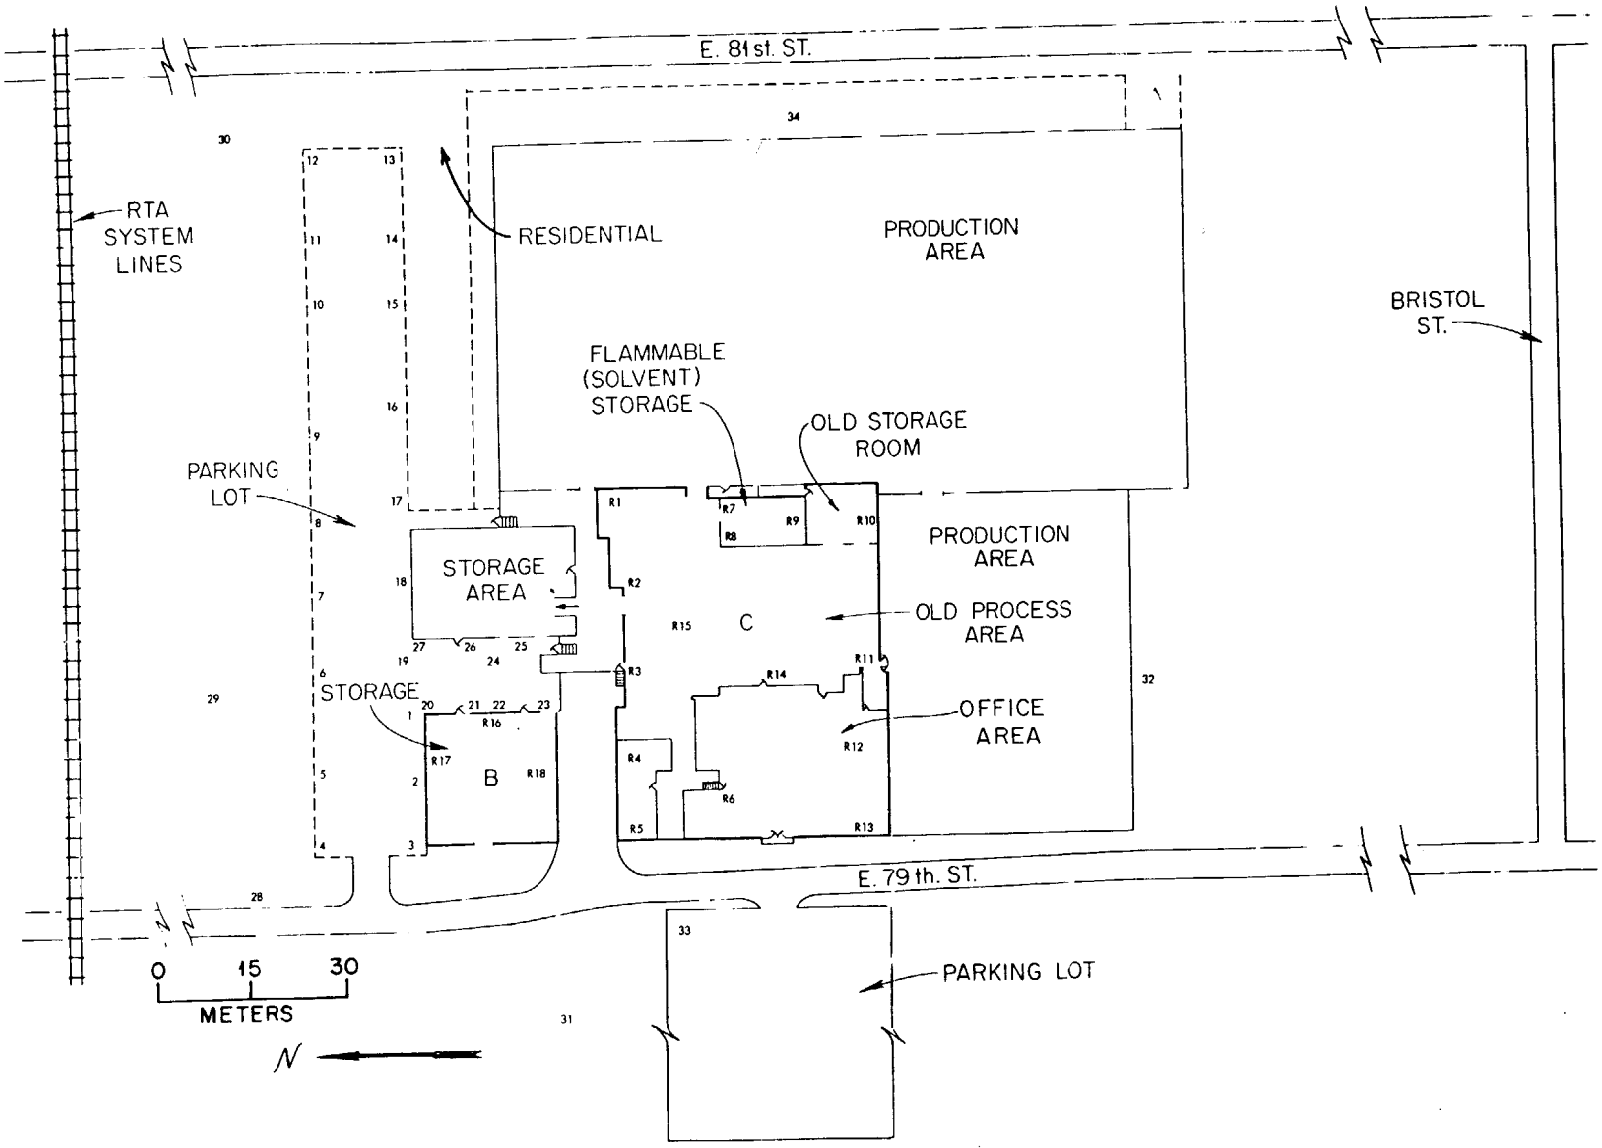 E. 81st. ST.
34
30
12 13
RTA
SYSTEM
LINES
RESIDENTIAL
PRODUCTION
AREA
11 14
10 15
BRISTOL
ST.
FLAMMABLE
(SOLVENT)
STORAGE
16
OLD STORAGE
ROOM
9
PARKING
LOT
17
8
R1
R7
R8
R9
R10
PRODUCTION
AREA
STORAGE
AREA
18
7
R2
R15
C
OLD PROCESS
AREA
27 26 25
19 24
6
R3
R11
R14
32
29
STORAGE
20 21 22 23
1
R16
OFFICE
AREA
R12
R17
B
R18
R4
5
2
R6
R5
R13
4
3
E. 79th. ST.
28
33
0 15 30
METERS
PARKING LOT
31
N